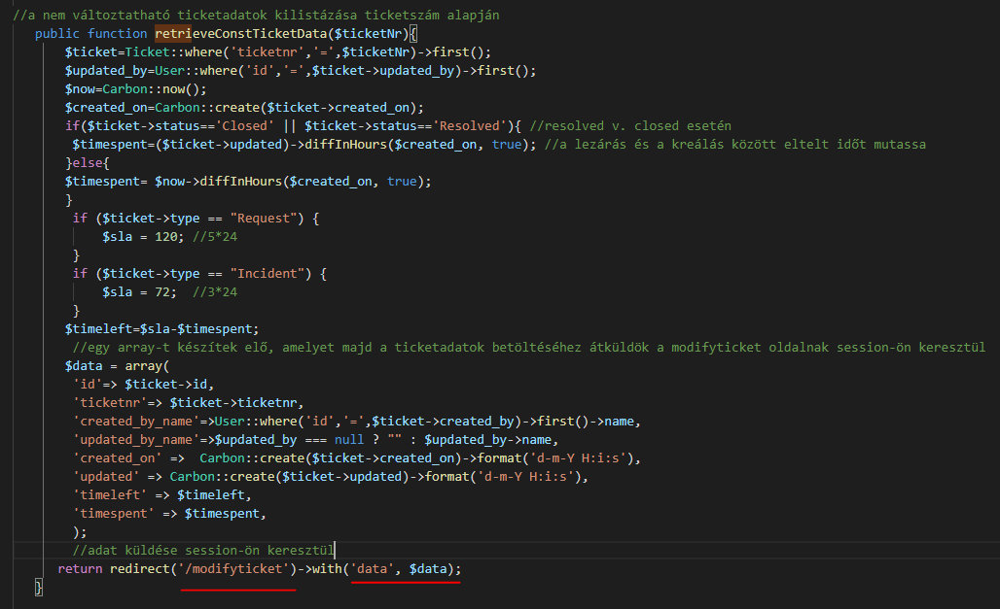 //a nem változtatható ticketadatok kilistázása ticketszám alapján
public function retrieveConstTicketData($ticketNr){
$ticket=Ticket::where('ticketnr','=',$ticketNr)->first();
$updated_by=User::where('id','=',$ticket->updated_by)->first();
$now=Carbon::now();
$created_on=Carbon::create($ticket->created_on);
if($ticket->status=='Closed' || $ticket->status=='Resolved'){ //resolved v. closed esetén
$timespent=($ticket->updated)->diffInHours($created_on, true); //a lezárás és a kreálás között eltelt időt mutassa
}else{
$timespent= $now->diffInHours($created_on, true);
}
if ($ticket->type == "Request") {
$sla = 120; //5*24
}
if ($ticket->type == "Incident") {
$sla = 72;  //3*24
}
$timeleft=$sla-$timespent;
//egy array-t készítek elő, amelyet majd a ticketadatok betöltéséhez átküldök a modifyticket oldalnak session-ön keresztül
$data = array(
'id'=> $ticket->id,
'ticketnr'=> $ticket->ticketnr,
'created_by_name'=>User::where('id','=',$ticket->created_by)->first()->name,
'updated_by_name'=>$updated_by === null ? "" : $updated_by->name,
'created_on' =>  Carbon::create($ticket->created_on)->format('d-m-Y H:i:s'),
'updated' => Carbon::create($ticket->updated)->format('d-m-Y H:i:s'),
'timeleft' => $timeleft,
'timespent' => $timespent,
);
//adat küldése session-ön keresztül
return redirect('/modifyticket')->with('data', $data);
}